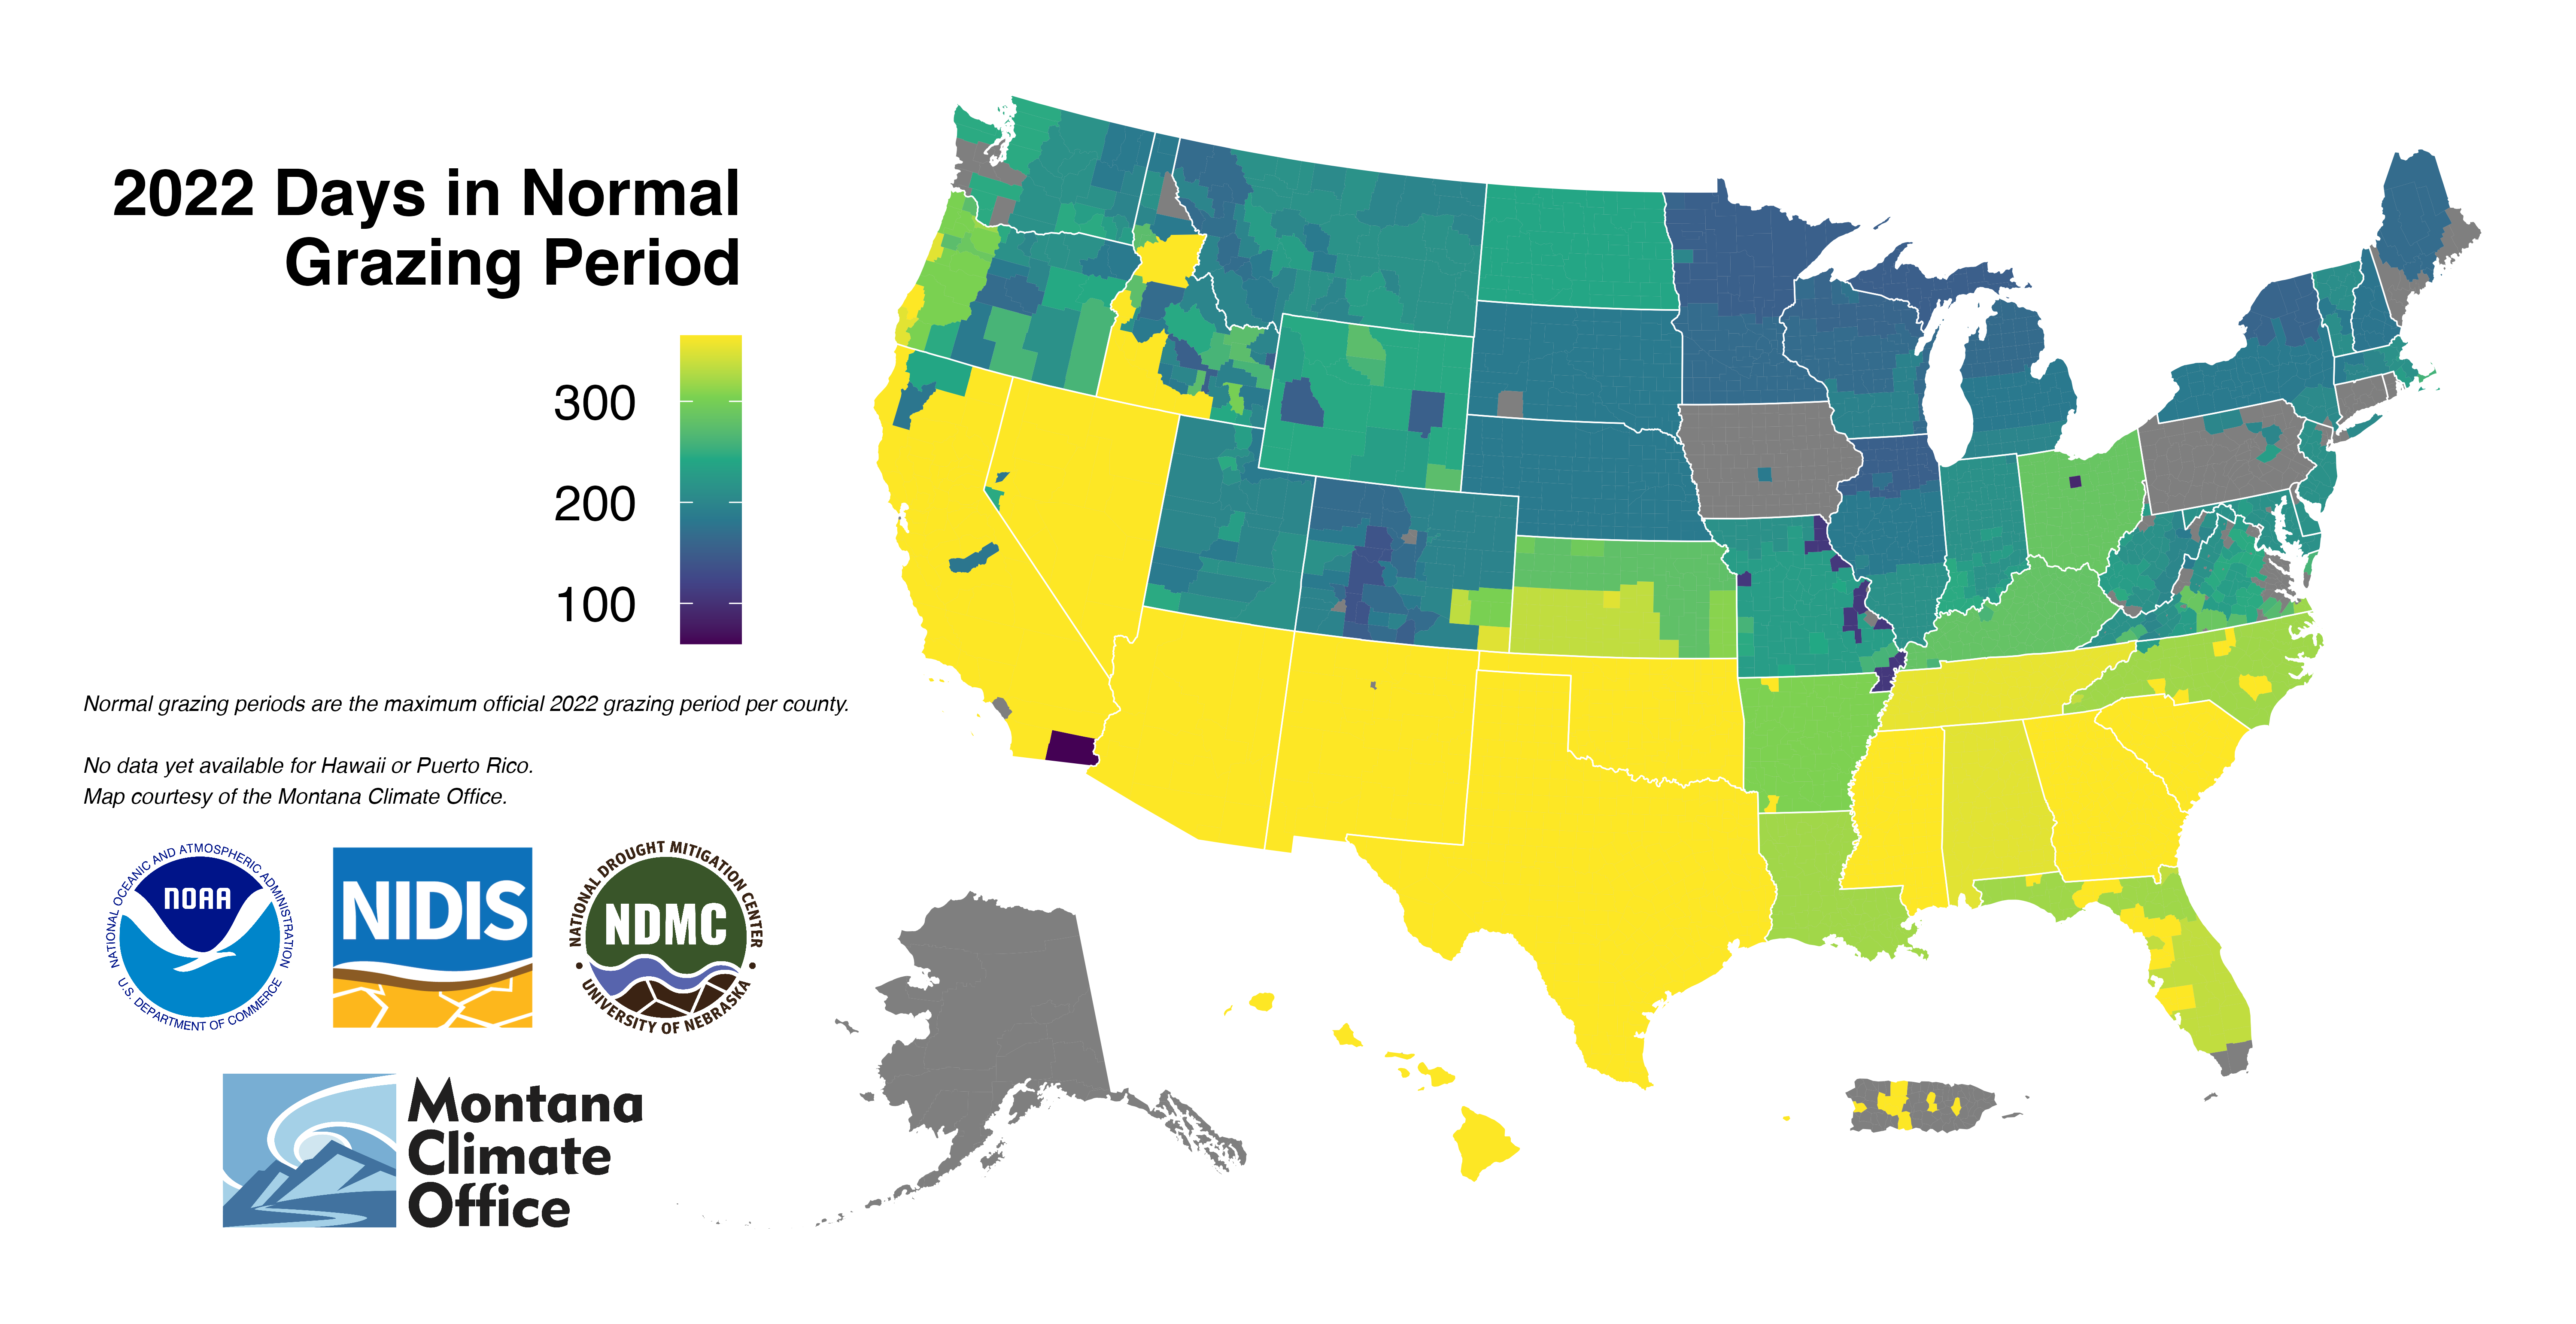 2022 Days in Normal
Grazing Period
300
200
100
Normal grazing periods are the maximum official 2022 grazing period per county.
No data yet available for Hawaii or Puerto Rico.
Map courtesy of the Montana Climate Office.
NATIONAL OCEANIC AND ATMOSPHERIC ADMINISTRATION
NOAA
U.S. DEPARTMENT OF COMMERCE
NIDIS
NATIONAL DROUGHT MITIGATION CENTER
NDMC
UNIVERSITY OF NEBRASKA
Montana
Climate
Office